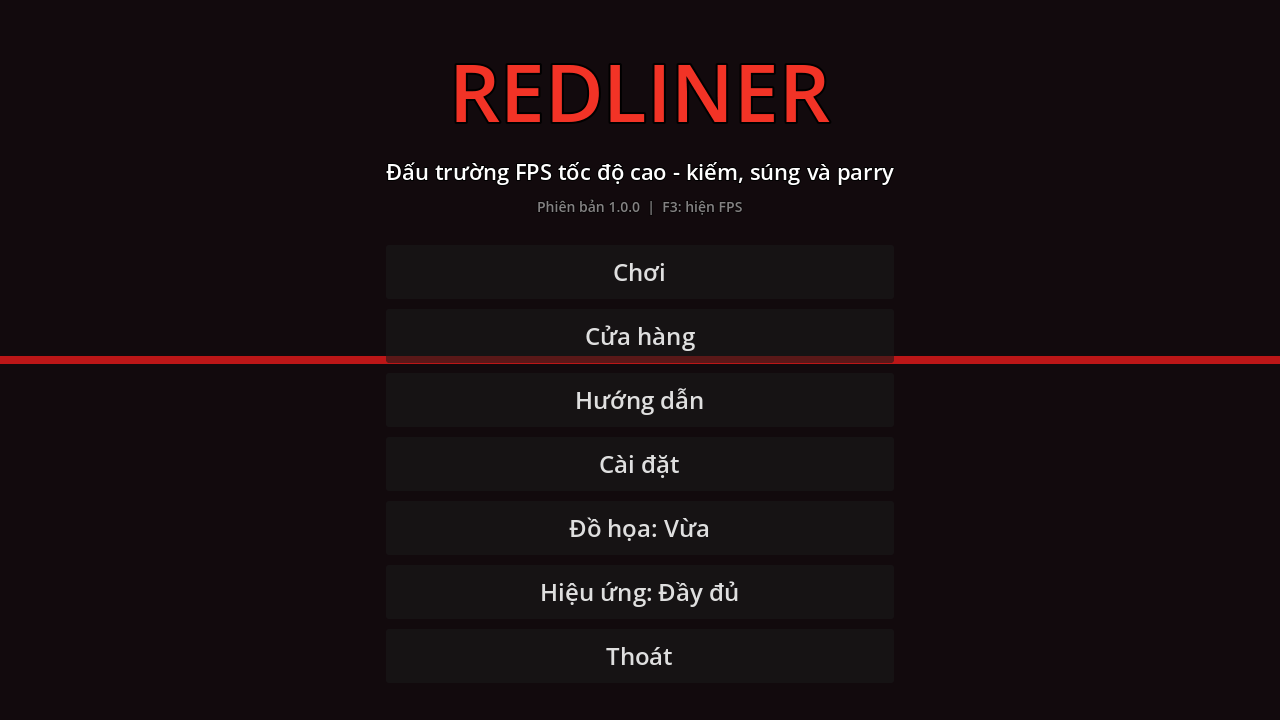 REDLINER
Đấu trường FPS tốc độ cao - kiếm, súng và parry
Phiên bản 1.0.0 | F3: hiện FPS
Chơi
Cửa hàng
Hướng dẫn
Cài đặt
Đồ họa: Vừa
Hiệu ứng: Đầy đủ
Thoát